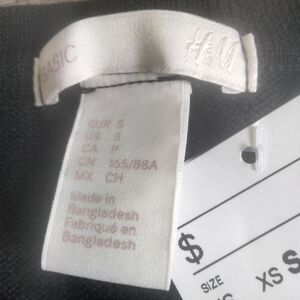 BASIC
H&M
EUR S
US S
CA P
CN 165/88A
MX CH
Made in
Bangladesh
Fabriqué en
Bangladesh
$
SIZE
XS S